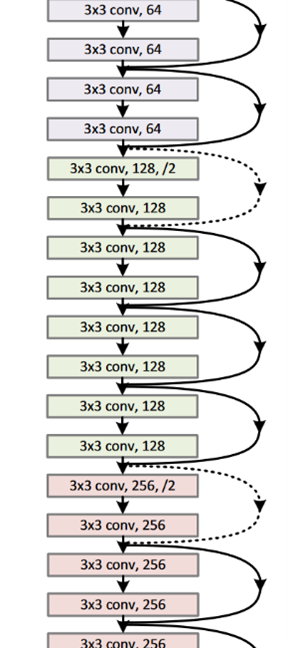 3x3 conv, 64
3x3 conv, 64
3x3 conv, 64
3x3 conv, 64
3x3 conv, 128, /2
3x3 conv, 128
3x3 conv, 128
3x3 conv, 128
3x3 conv, 128
3x3 conv, 128
3x3 conv, 128
3x3 conv, 128
3x3 conv, 256, /2
3x3 conv, 256
3x3 conv, 256
3x3 conv, 256
3x3 conv, 256